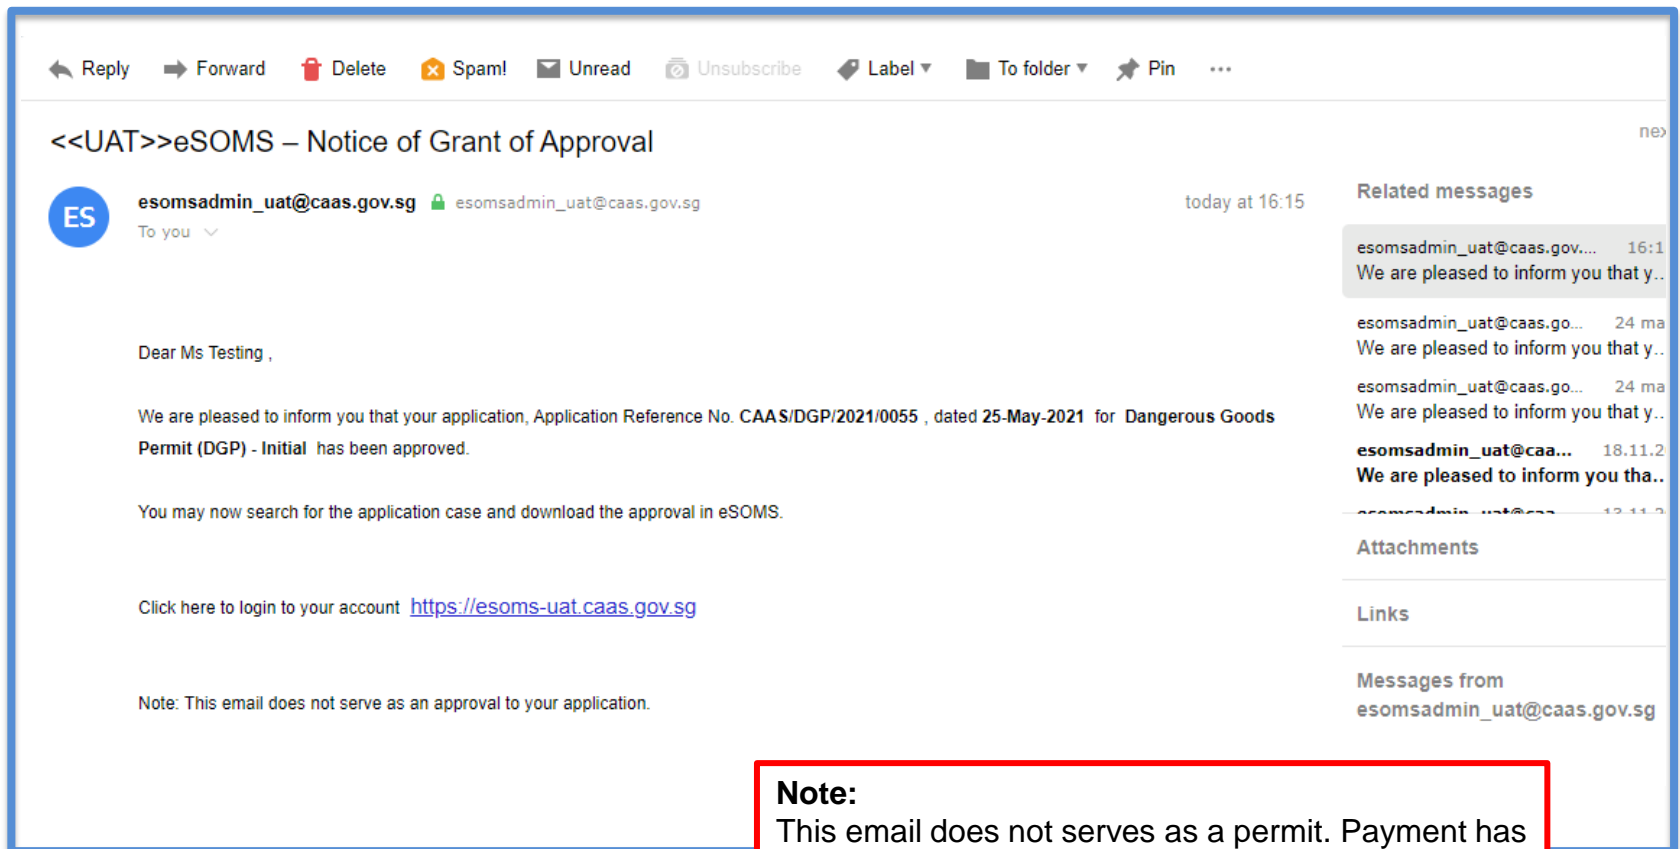 Reply Forward Delete Spam! Unread Unsubscribe Label To folder Pin ...
<<UAT>>eSOMS – Notice of Grant of Approval
ES
esomsadmin_uat@caas.gov.sg esomsadmin_uat@caas.gov.sg today at 16:15
To you
Dear Ms Testing ,
We are pleased to inform you that your application, Application Reference No. CAAS/DGP/2021/0055 , dated 25-May-2021 for Dangerous Goods
Permit (DGP) - Initial has been approved.
You may now search for the application case and download the approval in eSOMS.
Click here to login to your account https://esoms-uat.caas.gov.sg
Note: This email does not serve as an approval to your application.
Related messages
esomsadmin_uat@caas.gov.... 16:1
We are pleased to inform you that y..
esomsadmin_uat@caas.go... 24 ma
We are pleased to inform you that y..
esomsadmin_uat@caas.go... 24 ma
We are pleased to inform you that y..
esomsadmin_uat@caa... 18.11.2
We are pleased to inform you tha..
Attachments
Links
Messages from
esomsadmin_uat@caas.gov.sg
Note:
This email does not serves as a permit. Payment has